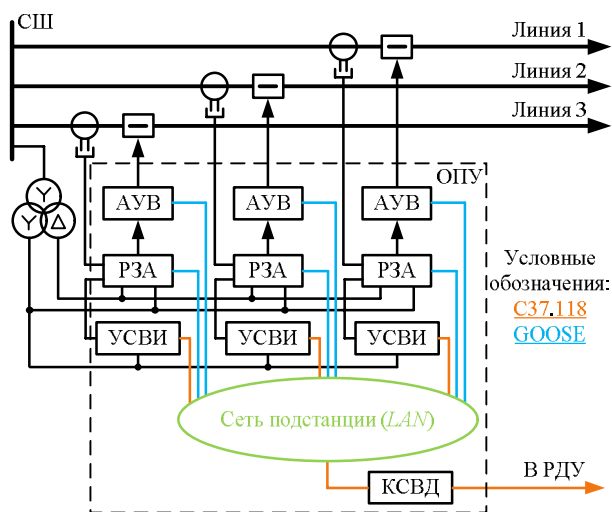 СШ
Линия 1
Линия 2
Линия 3
ОПУ
АУВ
АУВ
АУВ
РЗА
РЗА
РЗА
Условные
обозначения:
C37.118
GOOSE
УСВИ
УСВИ
УСВИ
Сеть подстанции (LAN)
КСВД
В РДУ